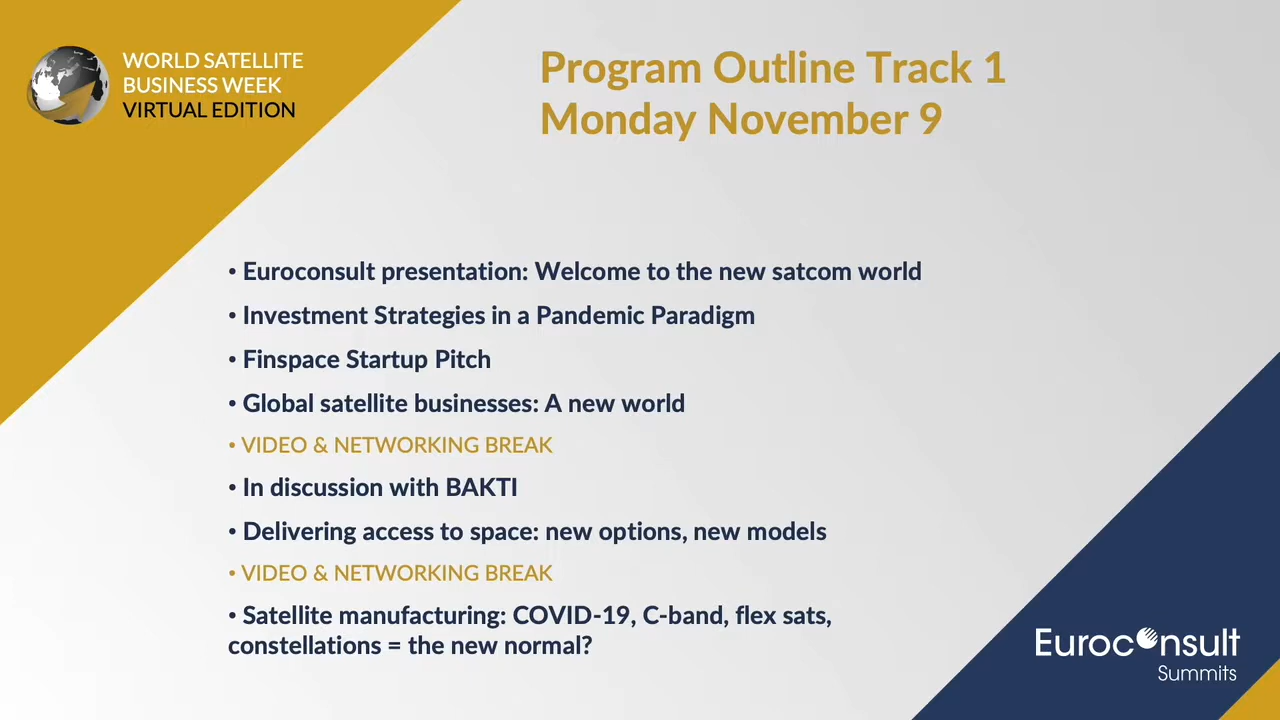 WORLD SATELLITE
BUSINESS WEEK
VIRTUAL EDITION
Program Outline Track 1
Monday November 9
• Euroconsult presentation: Welcome to the new satcom world
• Investment Strategies in a Pandemic Paradigm
• Finspace Startup Pitch
• Global satellite businesses: A new world
• VIDEO & NETWORKING BREAK
• In discussion with BAKTI
• Delivering access to space: new options, new models
• VIDEO & NETWORKING BREAK
• Satellite manufacturing: COVID-19, C-band, flex sats,
constellations = the new normal?
Euroconsult
Summits